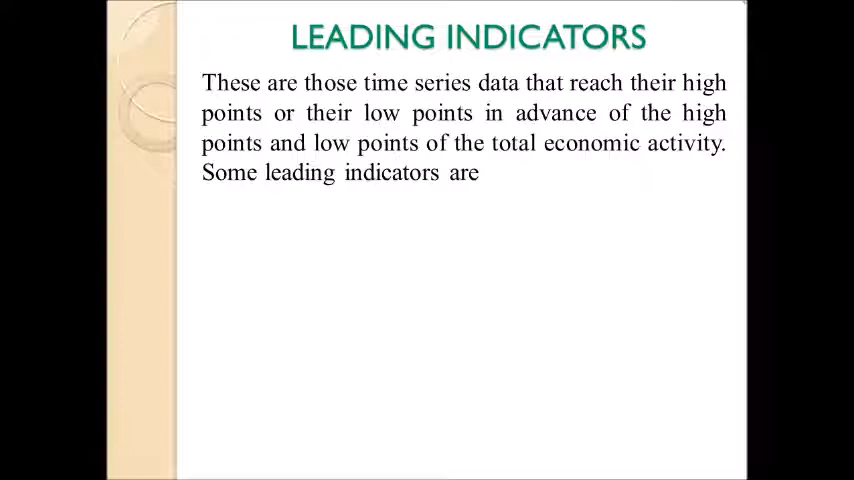 LEADING INDICATORS
These are those time series data that reach their high
points or their low points in advance of the high
points and low points of the total economic activity.
Some leading indicators are